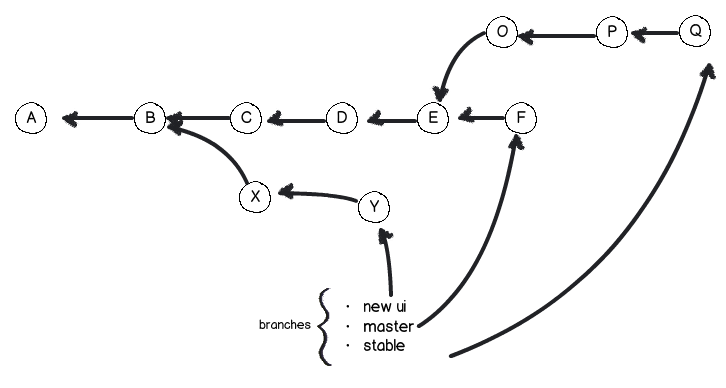 O P Q
A B C D E F
X
Y
new ui
branches · master
· stable